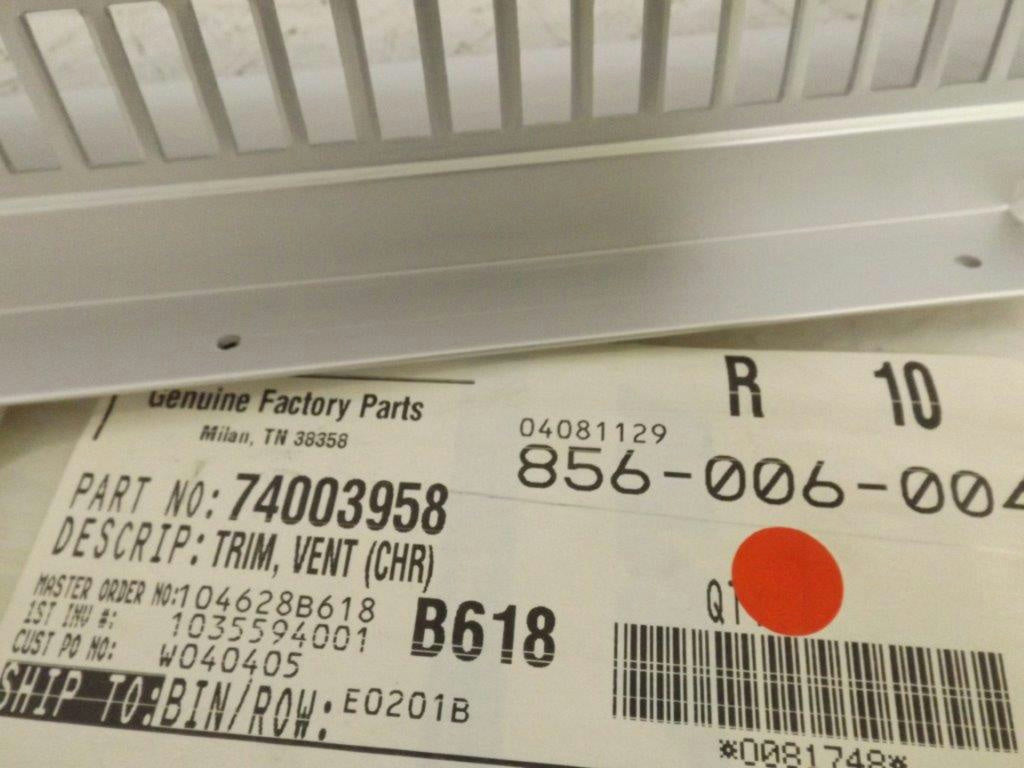 Genuine Factory Parts
Milan, TN 38358
R 10
04081129
856-006-004
PART NO: 74003958
DESCRIP: TRIM, VENT (CHR)
MASTER ORDER NO: 104628B618
1ST INV #: 1035594001
CUST PO NO: W040405
B618
SHIP TO: BIN/ROW: E0201B
*0081748*